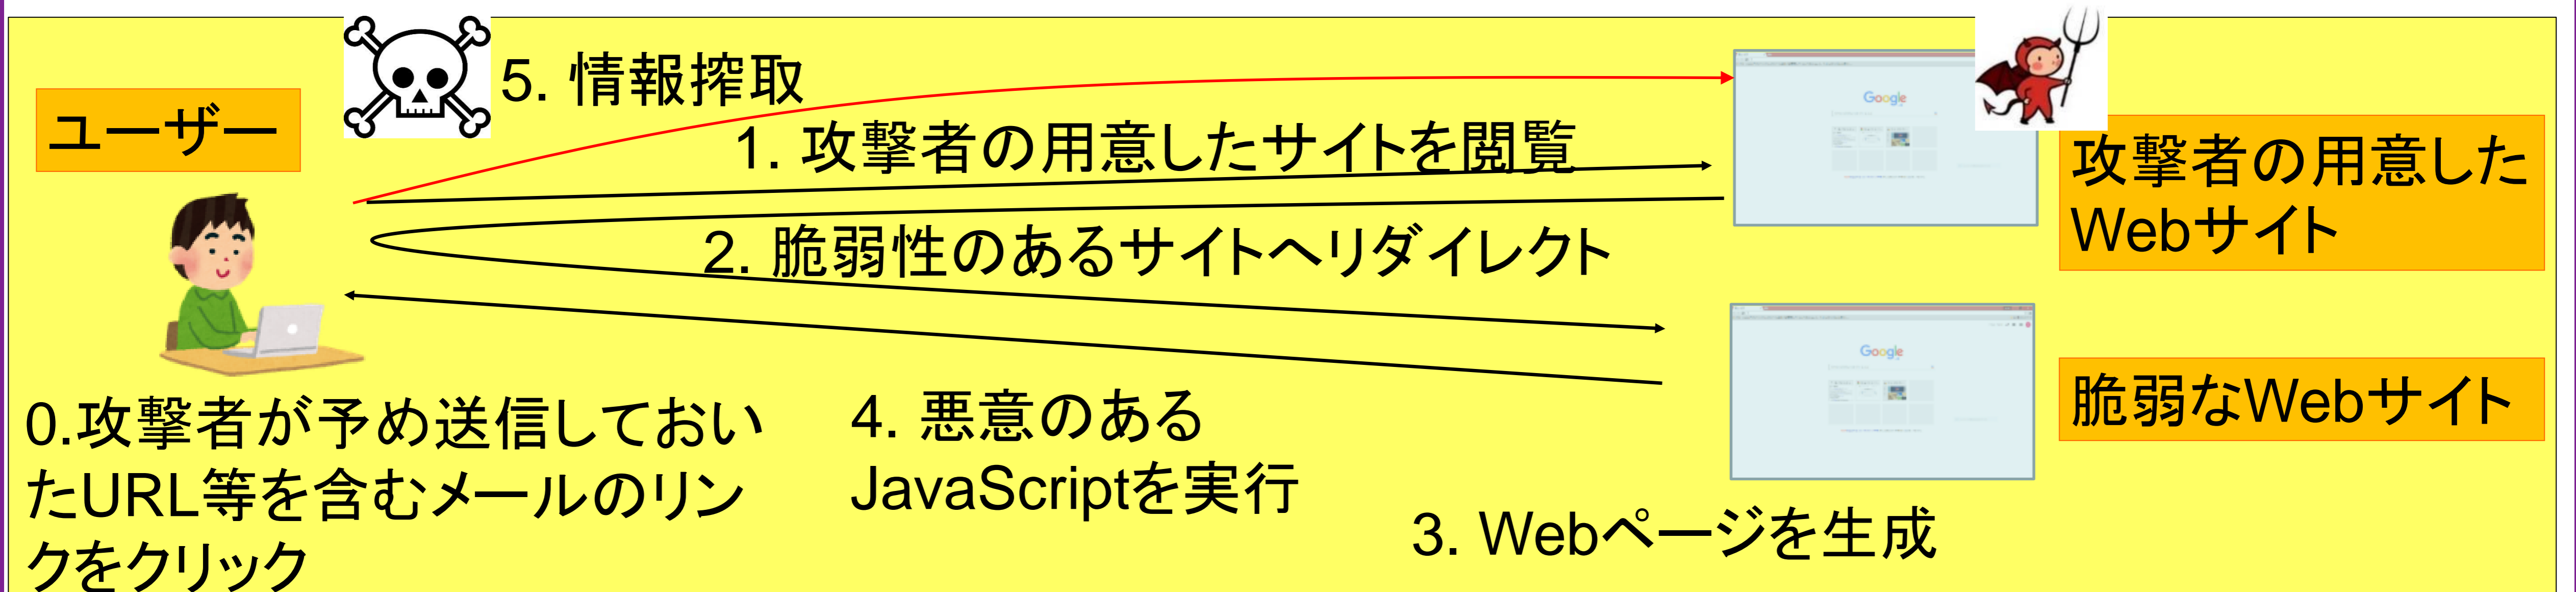 5. 情報搾取
ユーザー
1. 攻撃者の用意したサイトを閲覧
2. 脆弱性のあるサイトへリダイレクト
Google
攻撃者の用意した
Webサイト
Google
脆弱なWebサイト
0.攻撃者が予め送信しておい
たURL等を含むメールのリン
クをクリック
4. 悪意のある
JavaScriptを実行
3. Webページを生成